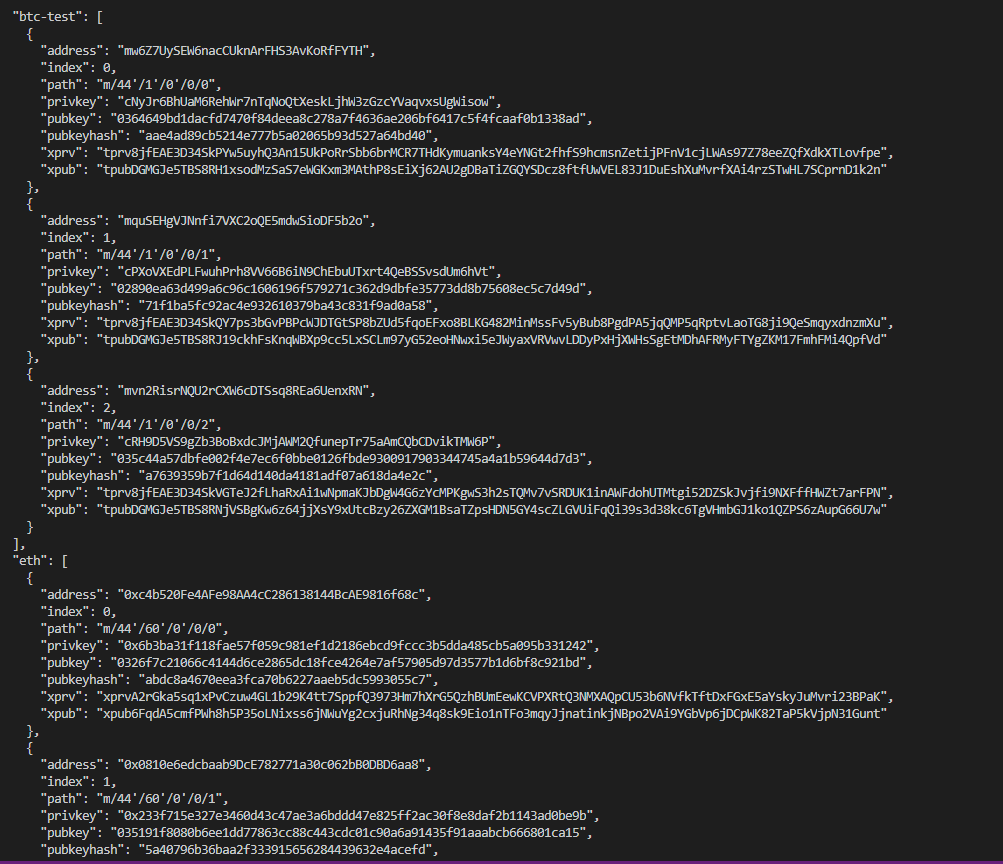 "btc-test": [
{
"address": "mw6Z7UySEW6nacCUknArFHS3AvKoRfFYTH",
"index": 0,
"path": "m/44'/1'/0'/0/0",
"privkey": "cNyJr6BhUaM6RehWr7nTqNoQtXeskLjhW3zGzcYVaqvxsUgWisow",
"pubkey": "0364649bd1dacfd7470f84deea8c278a7f4636ae206bf6417c5f4fcaaf0b1338ad",
"pubkeyhash": "aae4ad89cb5214e777b5a02065b93d527a64bd40",
"xprv": "tprv8jfEAE3D34SkPYw5uyhQ3An15UkPoRrSbb6brMCR7THdKymuanksY4eYNGt2fhfS9hcmsnZetijPFnV1cjLWAs97Z78eeZQfXdkXTLovfpe",
"xpub": "tpubDGMGJe5TBS8RH1xsodMzSaS7eWGKxm3MAthP8sEiXj62AU2gDBaTiZGQYSDcz8ftfUwVEL83J1DuEshXuMvrfXAi4rzSTwHL7SCprnD1k2n"
},
{
"address": "mquSEHgVJNnfi7VXC2oQE5mdwSioDF5b2o",
"index": 1,
"path": "m/44'/1'/0'/0/1",
"privkey": "cPXoVXEdPLFwuhPrh8VV66B6iN9ChEbuUTxrt4QeBSSvsdUm6hVt",
"pubkey": "02890ea63d499a6c96c1606196f579271c362d9dbfe35773dd8b75608ec5c7d49d",
"pubkeyhash": "71f1ba5fc92ac4e932610379ba43c831f9ad0a58",
"xprv": "tprv8jfEAE3D34SkQY7ps3bGvPBPcWJDTGtSP8bZUd5fqoEFxo8BLKG482MinMssFv5yBub8PgdPA5jqQMP5qRptvLaoTG8ji9QeSmqyxdnzmXu",
"xpub": "tpubDGMGJe5TBS8RJ19ckhFsKnqWBXp9cc5LxSCLm97yG52eoHNwxi5eJWyaxVRVwvLDDyPxHjXWHsSgEtMDhAFRMyFTYgZKM17FmhFMi4QpfVd"
},
{
"address": "mvn2RisrNQU2rCXW6cDTSsq8REa6UenxRN",
"index": 2,
"path": "m/44'/1'/0'/0/2",
"privkey": "cRH9D5VS9gZb3BoBxdcJMjAWM2QfunepTr75aAmCQbCDvikTMW6P",
"pubkey": "035c44a57dbfe002f4e7ec6f0bbe0126fbde9300917903344745a4a1b59644d7d3",
"pubkeyhash": "a7639359b7f1d64d140da4181adf07a618da4e2c",
"xprv": "tprv8jfEAE3D34SkVGTeJ2fLhaRxAi1wNpmaKJbDgW4G6zYcMPKgwS3h2sTQMv7vSRDUK1inAWFdohUTMtgi52DZSkJvjfi9NXFffHWZt7arFPN",
"xpub": "tpubDGMGJe5TBS8RNjVSBgKw6z64jjXsY9xUtcBzy26ZXGM1BsaTZpsHDN5GY4scZLGVUiFqQi39s3d38kc6TgVHmbGJ1ko1QZPS6zAupG66U7w"
}
],
"eth": [
{
"address": "0xc4b520Fe4AFe98AA4cC286138144BcAE9816f68c",
"index": 0,
"path": "m/44'/60'/0'/0/0",
"privkey": "0x6b3ba31f118fae57f059c981ef1d2186ebcd9fccc3b5dda485cb5a095b331242",
"pubkey": "0326f7c21066c4144d6ce2865dc18fce4264e7af57905d97d3577b1d6bf8c921bd",
"pubkeyhash": "abdc8a4670eea3fca70b6227aaeb5dc5993055c7",
"xprv": "xprvA2rGka5sq1xPvCzuw4GL1b29K4tt7SppfQ3973Hm7hXrG5QzhBUmEewKCVPXRtQ3NMXAQpCU53b6NVfkTftDxFGxE5aYskyJuMvri23BPaK",
"xpub": "xpub6FqdA5cmfPWh8h5P35oLNixss6jNWuYg2cxjuRhNg34q8sk9Eio1nTFo3mqyJjnatinkjNBpo2VAi9YGbVp6jDCpWK82TaP5kVjpN31Gunt"
},
{
"address": "0x0810e6edcbaab9DcE782771a30c062bB0DBD6aa8",
"index": 1,
"path": "m/44'/60'/0'/0/1",
"privkey": "0x233f715e327e3460d43c47ae3a6bddd47e825ff2ac30f8e8daf2b1143ad0be9b",
"pubkey": "035191f8080b6ee1dd77863cc88c443cdc01c90a6a91435f91aaabcb666801ca15",
"pubkeyhash": "5a40796b36baa2f333915656284439632e4acefd",